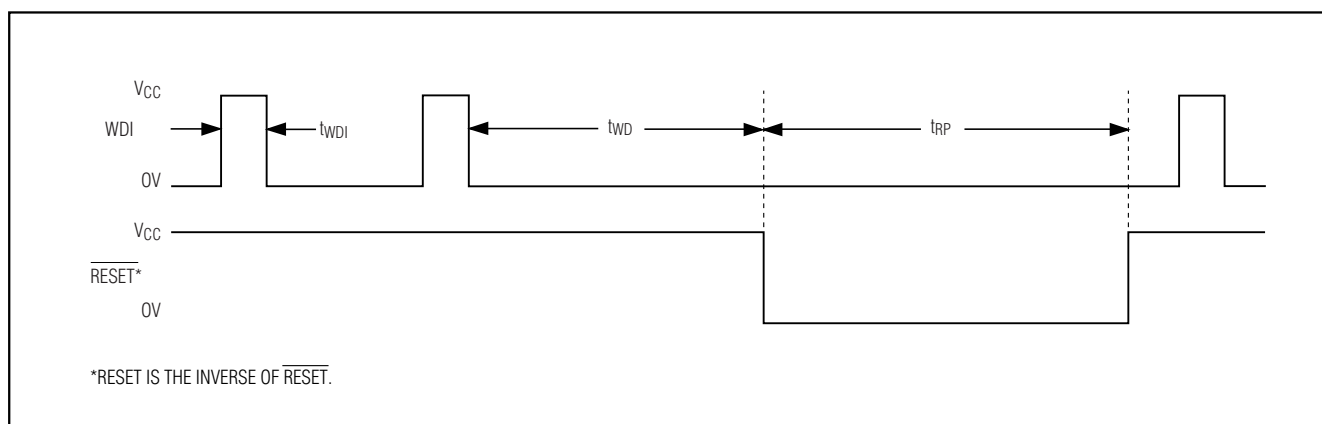 VCC
WDI
tWDI
tWD
tRP
0V
VCC
RESET*
0V
*RESET IS THE INVERSE OF RESET.